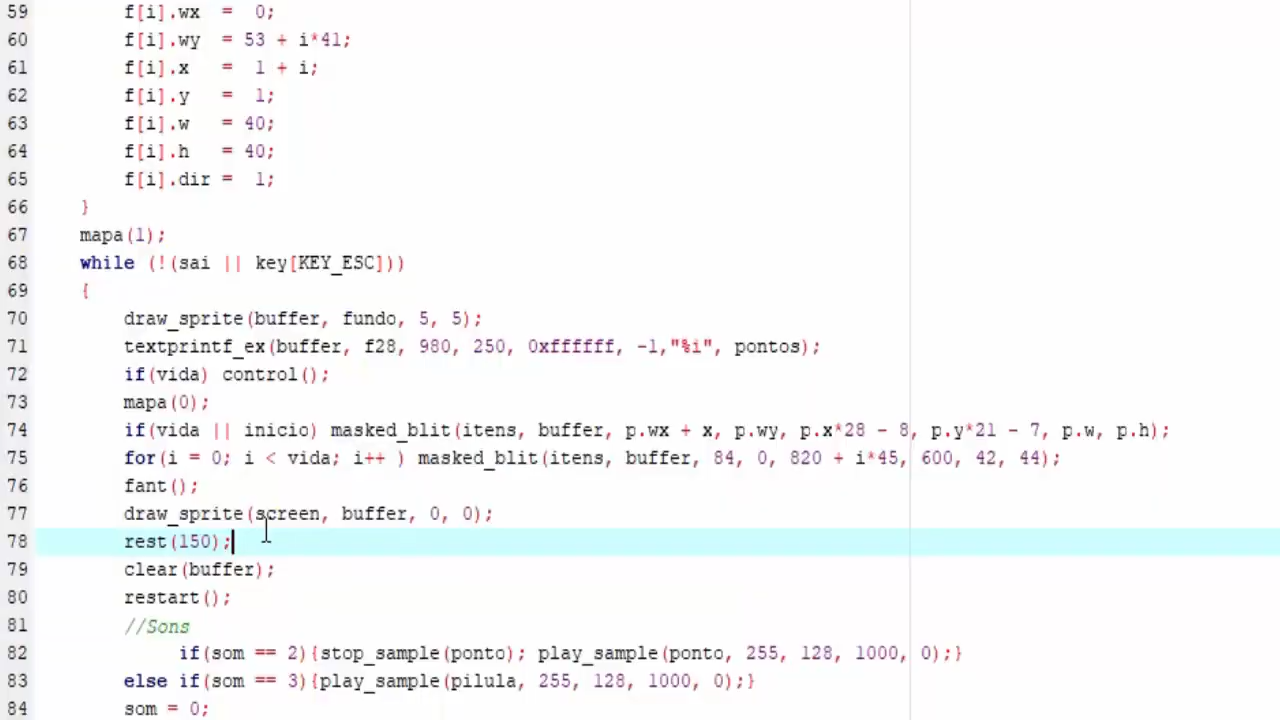 59 f[i].wx  =  0;
60 f[i].wy  = 53 + i*41;
61 f[i].x   =  1 + i;
62 f[i].y   =  1;
63 f[i].w   = 40;
64 f[i].h   = 40;
65 f[i].dir =  1;
66 }
67 mapa(1);
68 while (!(sai || key[KEY_ESC]))
69 {
70 draw_sprite(buffer, fundo, 5, 5);
71 textprintf_ex(buffer, f28, 980, 250, 0xffffff, -1,"%i", pontos);
72 if(vida) control();
73 mapa(0);
74 if(vida || inicio) masked_blit(itens, buffer, p.wx + x, p.wy, p.x*28 - 8, p.y*21 - 7, p.w, p.h);
75 for(i = 0; i < vida; i++ ) masked_blit(itens, buffer, 84, 0, 820 + i*45, 600, 42, 44);
76 fant();
77 draw_sprite(screen, buffer, 0, 0);
78 rest(150);
79 clear(buffer);
80 restart();
81 //Sons
82 if(som == 2){stop_sample(ponto); play_sample(ponto, 255, 128, 1000, 0);}
83 else if(som == 3){play_sample(pilula, 255, 128, 1000, 0);}
84 som = 0;